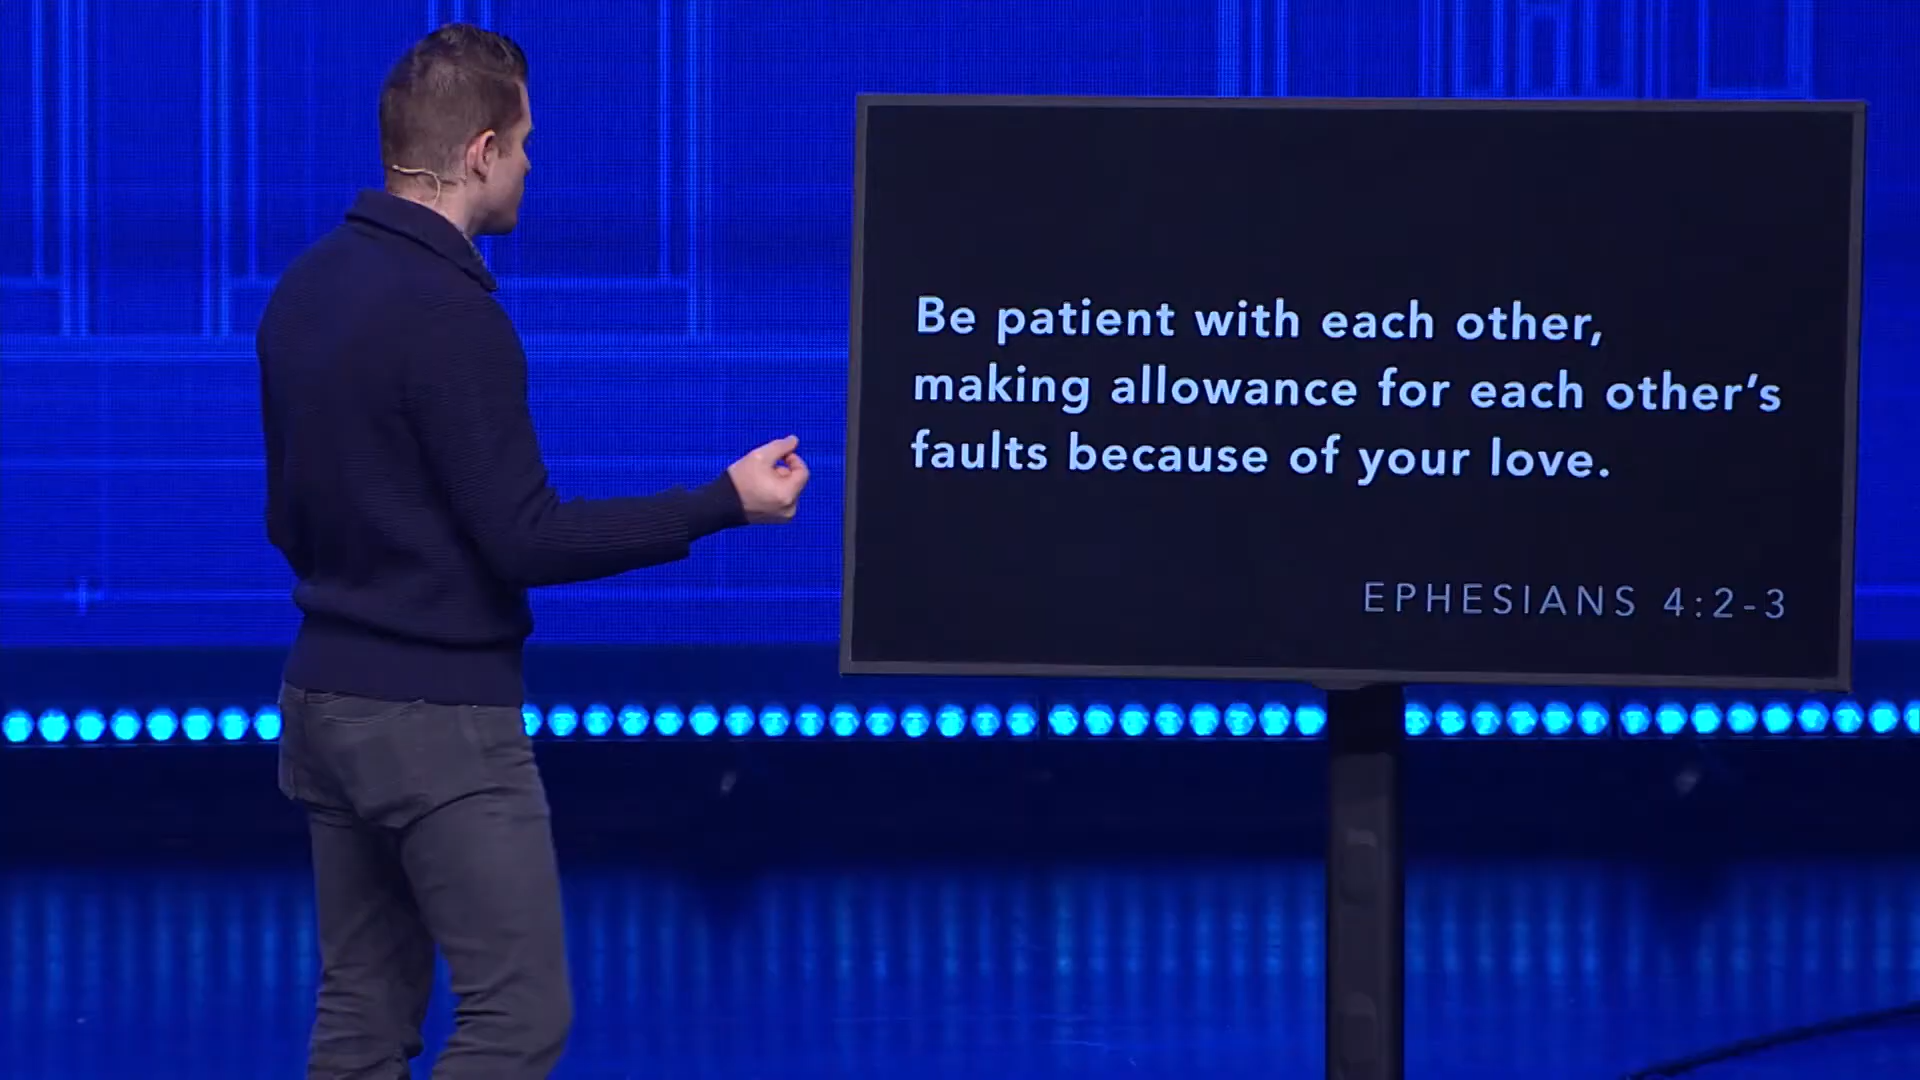 Be patient with each other,
making allowance for each other’s
faults because of your love.
EPHESIANS 4:2-3